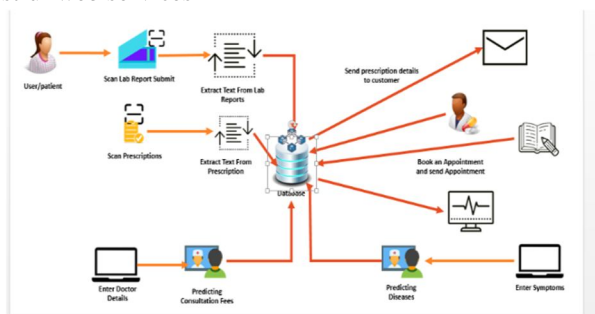 User/patient
Scan Lab Report Submit
Extract Text From Lab
Reports
Send prescription details
to customer
Scan Prescriptions
Extract Text From
Prescription
Database
Book an Appointment
and send Appointment
Enter Doctor
Details
Predicting
Consultation Fees
Predicting
Diseases
Enter Symptoms